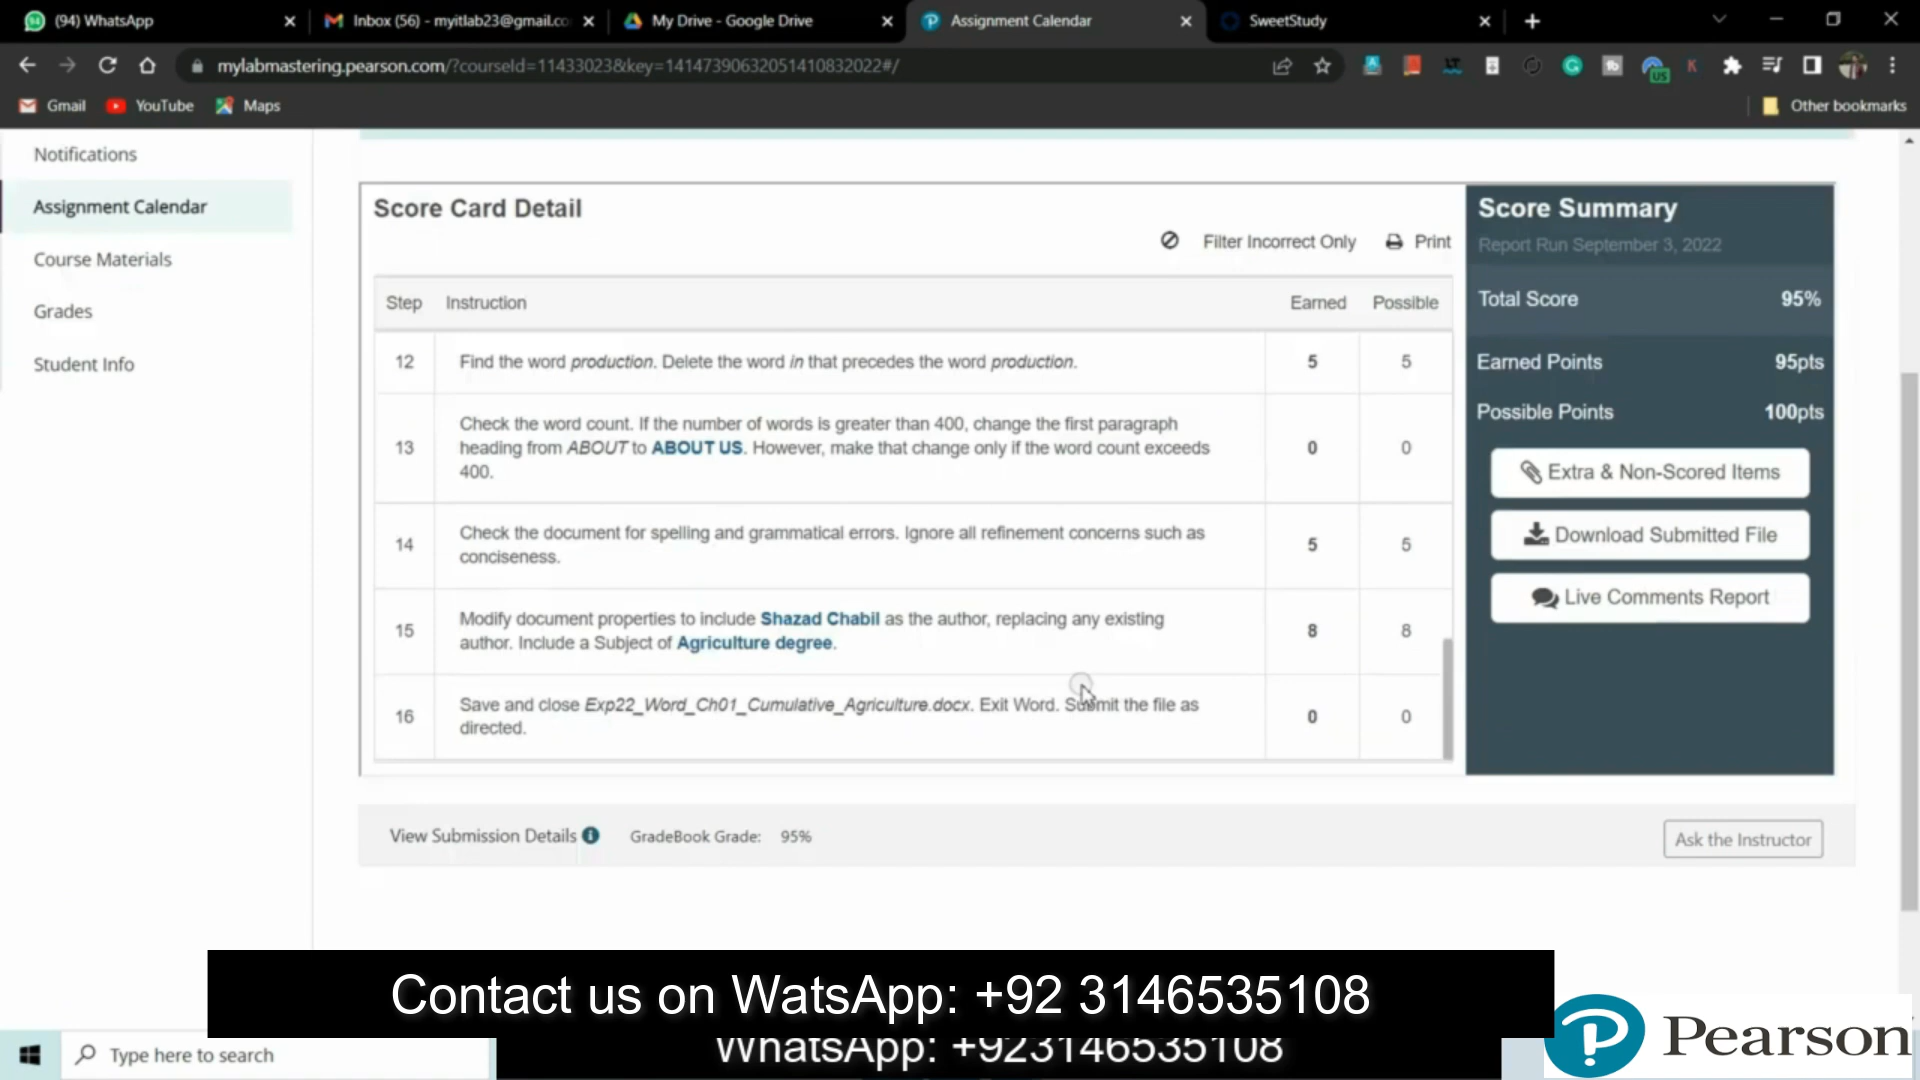 (94) WhatsApp
Inbox (56) - myitlab23@gmail.co
My Drive - Google Drive
Assignment Calendar
SweetStudy
mylabmastering.pearson.com/?courseId=11433023&key=14147390632051410832022#/
Gmail
YouTube
Maps
Other bookmarks
Notifications
Assignment Calendar
Course Materials
Grades
Student Info
Score Card Detail
Filter Incorrect Only
Print
Step Instruction Earned Possible
12 Find the word production. Delete the word in that precedes the word production. 5 5
Check the word count. If the number of words is greater than 400, change the first paragraph
13 heading from ABOUT to ABOUT US. However, make that change only if the word count exceeds 0 0
400.
Check the document for spelling and grammatical errors. Ignore all refinement concerns such as
14 5 5
conciseness.
Modify document properties to include Shazad Chabil as the author, replacing any existing
15 8 8
author. Include a Subject of Agriculture degree.
Save and close Exp22_Word_Ch01_Cumulative_Agriculture.docx. Exit Word. Submit the file as
16 0 0
directed.
Score Summary
Report Run September 3, 2022
Total Score 95%
Earned Points 95pts
Possible Points 100pts
Extra & Non-Scored Items
Download Submitted File
Live Comments Report
View Submission Details
GradeBook Grade: 95%
Ask the Instructor
Contact us on WatsApp: +92 3146535108
WhatsApp: +923146535108
Type here to search
Pearson